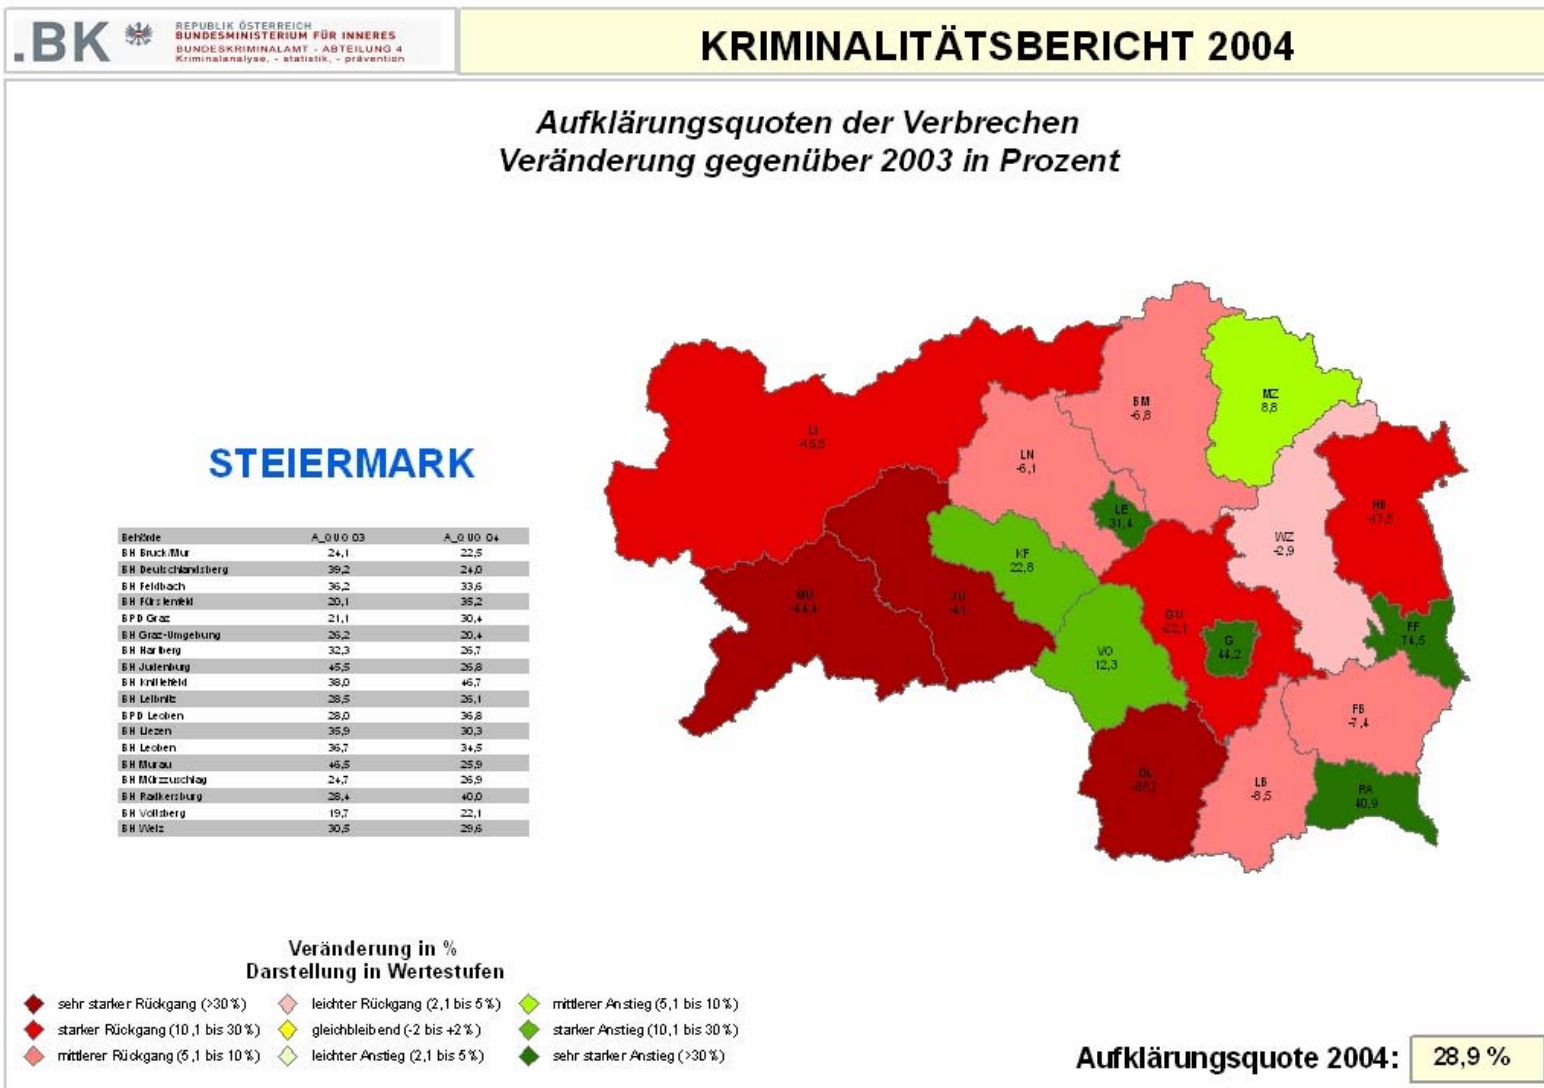 .BK
REPUBLIK ÖSTERREICH
BUNDESMINISTERIUM FÜR INNERES
BUNDESKRIMINALAMT - ABTEILUNG 4
Kriminalanalyse, - statistik, - prävention
KRIMINALITÄTSBERICHT 2004
Aufklärungsquoten der Verbrechen
Veränderung gegenüber 2003 in Prozent
STEIERMARK
Behörde A_QUO_03 A_QUO_04
BH Bruck/Mur 24,1 22,5
BH Deutschlandsberg 39,2 24,0
BH Feldbach 36,2 33,6
BH Fürstenfeld 20,1 35,2
BPD Graz 21,1 30,4
BH Graz-Umgebung 26,2 20,4
BH Hartberg 32,3 26,7
BH Judenburg 45,5 26,8
BH Knittelfeld 38,0 46,7
BH Leibnitz 28,5 26,1
BPD Leoben 28,0 36,8
BH Liezen 35,9 30,3
BH Leoben 36,7 34,5
BH Murau 46,5 25,9
BH Mürzzuschlag 24,7 26,9
BH Radkersburg 28,4 40,0
BH Voitsberg 19,7 22,1
BH Weiz 30,5 29,6
BM
-6,8
MZ
8,8
LI
LN
-6,1
LE
31,4
HB
WZ
-2,9
KF
22,8
MU
JU
GU
-22,1
G
44,2
FF
74,5
VO
12,3
FB
-7,4
DL
LB
-8,5
RA
40,9
Veränderung in %
Darstellung in Wertestufen
sehr starker Rückgang (>30%) leichter Rückgang (2,1 bis 5%) mittlerer Anstieg (5,1 bis 10%)
starker Rückgang (10,1 bis 30%) gleichbleibend (-2 bis +2%) starker Anstieg (10,1 bis 30%)
mittlerer Rückgang (5,1 bis 10%) leichter Anstieg (2,1 bis 5%) sehr starker Anstieg (>30%)
Aufklärungsquote 2004: 28,9 %